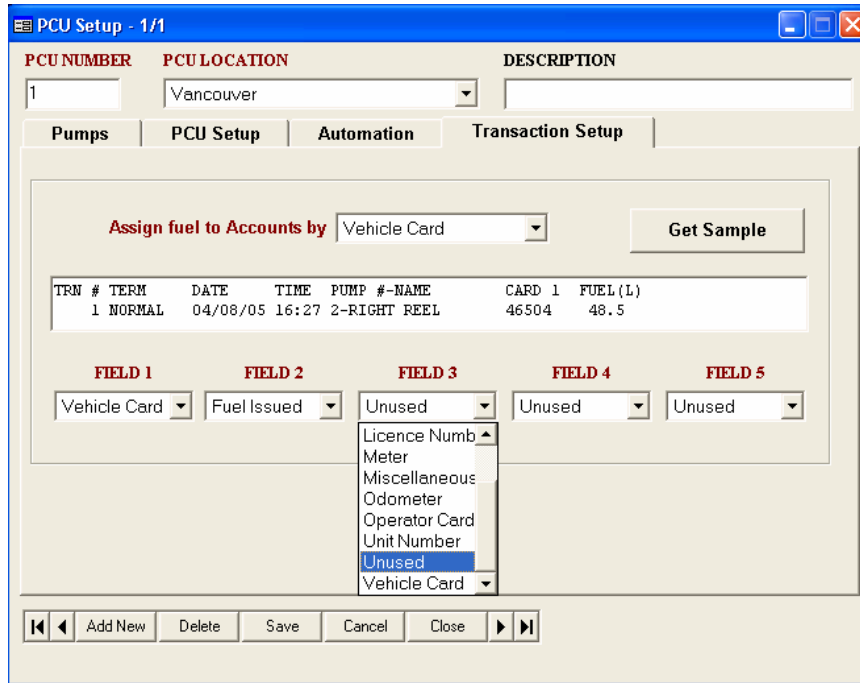 PCU Setup - 1/1
PCU NUMBER PCU LOCATION DESCRIPTION
1 Vancouver
Pumps PCU Setup Automation Transaction Setup
Assign fuel to Accounts by Vehicle Card Get Sample
TRN # TERM DATE TIME PUMP #-NAME CARD 1 FUEL(L)
1 NORMAL 04/08/05 16:27 2-RIGHT REEL 46504 48.5
FIELD 1 FIELD 2 FIELD 3 FIELD 4 FIELD 5
Vehicle Card Fuel Issued Unused Unused Unused
Licence Numb
Meter
Miscellaneous
Odometer
Operator Card
Unit Number
Unused
Vehicle Card
Add New Delete Save Cancel Close